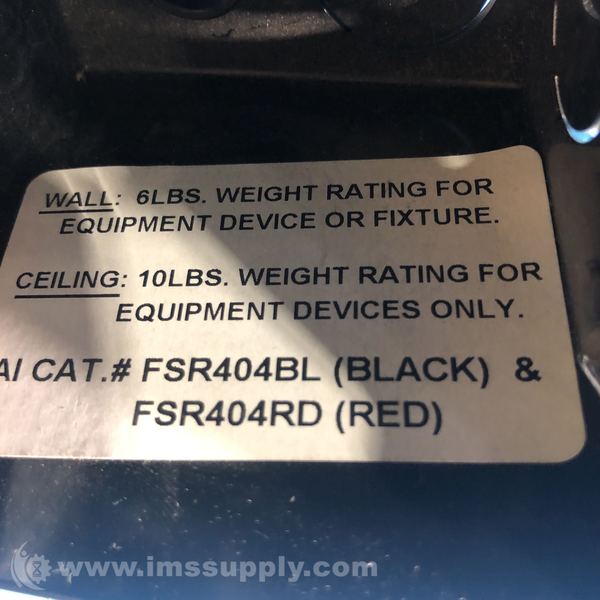 WALL: 6LBS. WEIGHT RATING FOR
EQUIPMENT DEVICE OR FIXTURE.
CEILING: 10LBS. WEIGHT RATING FOR
EQUIPMENT DEVICES ONLY.
AI CAT.# FSR404BL (BLACK) &
FSR404RD (RED)
www.imssupply.com